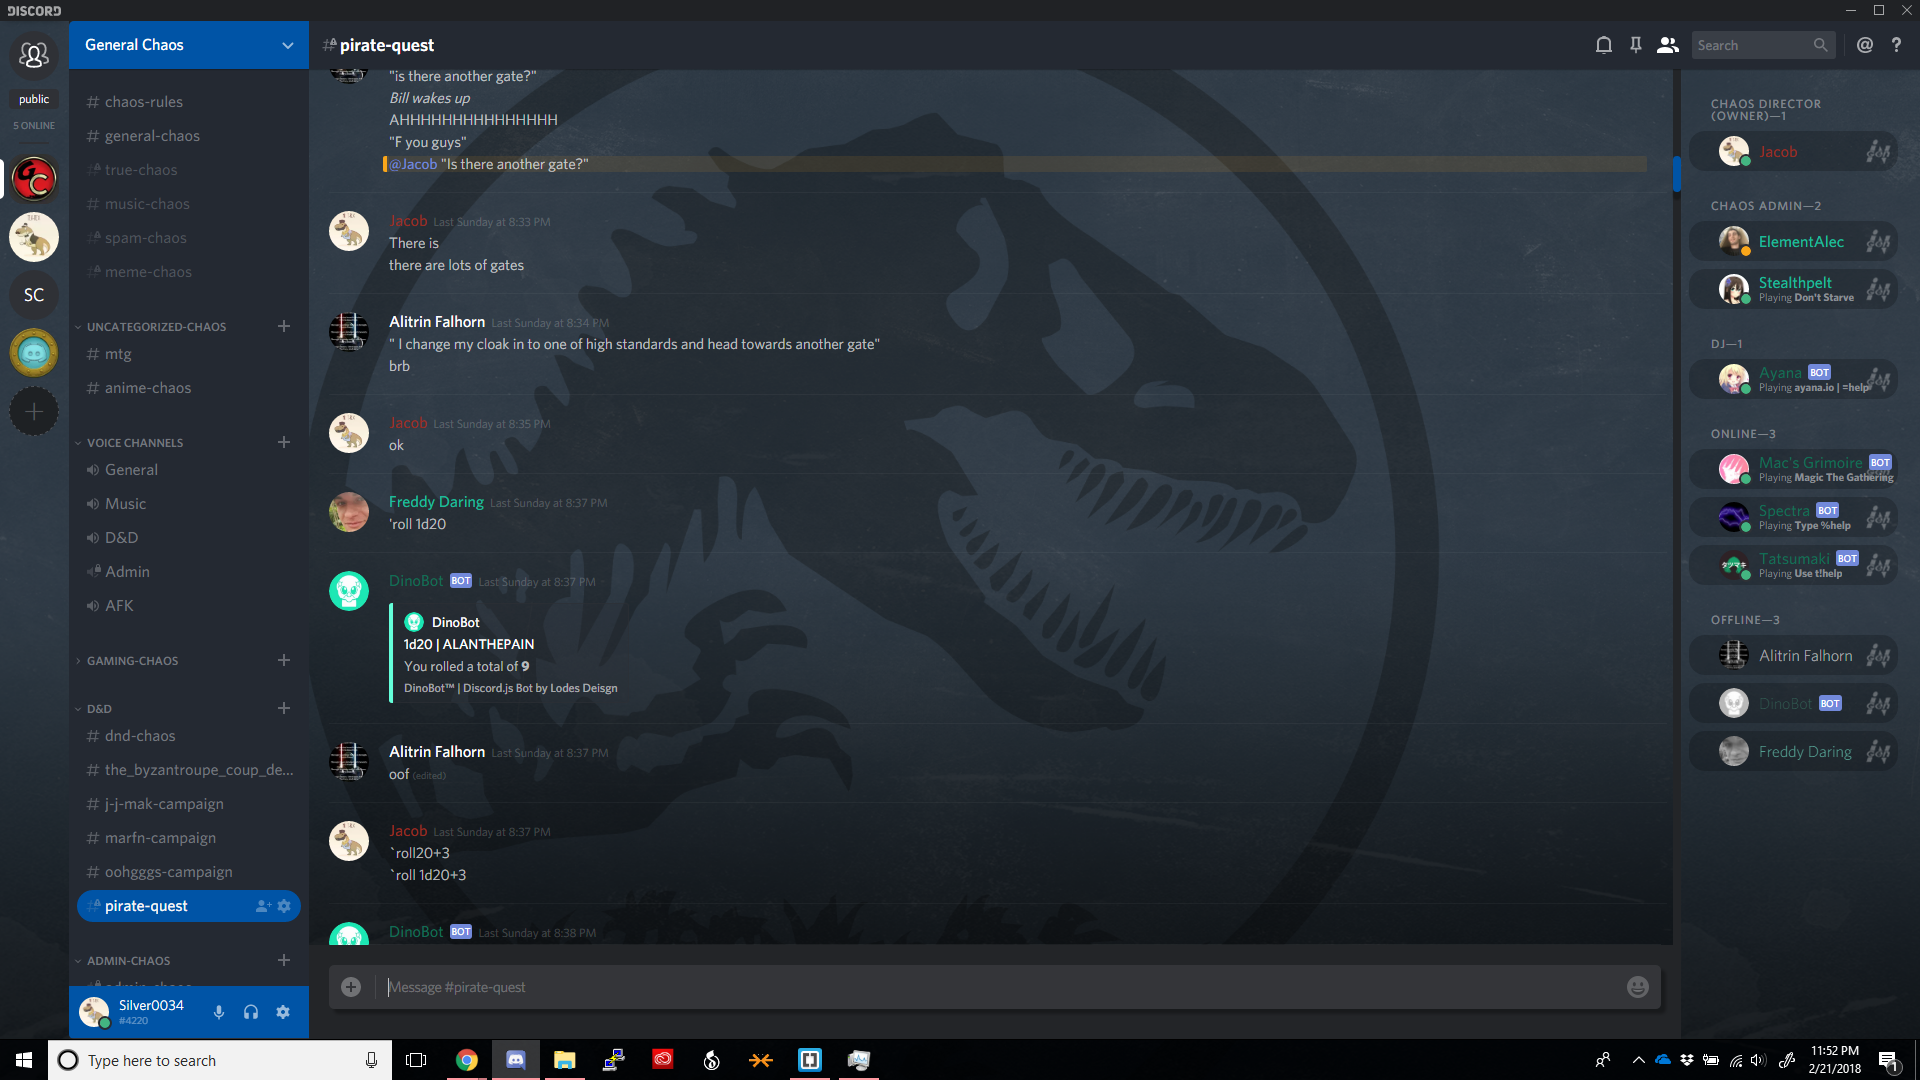 DISCORD
General Chaos
#pirate-quest
Search
@
?
public
5 ONLINE
SC
# chaos-rules
# general-chaos
# true-chaos
# music-chaos
# spam-chaos
# meme-chaos
UNCATEGORIZED-CHAOS
# mtg
# anime-chaos
VOICE CHANNELS
General
Music
D&D
Admin
AFK
GAMING-CHAOS
D&D
# dnd-chaos
# the_byzantroupe_coup_de...
# j-j-mak-campaign
# marfn-campaign
# oohgggs-campaign
# pirate-quest
ADMIN-CHAOS
Silver0034
#4220
"is there another gate?"
Bill wakes up
AHHHHHHHHHHHHHHH
"F you guys"
@Jacob "Is there another gate?"
Jacob Last Sunday at 8:33 PM
There is
there are lots of gates
Alitrin Falhorn Last Sunday at 8:34 PM
" I change my cloak in to one of high standards and head towards another gate"
brb
Jacob Last Sunday at 8:35 PM
ok
Freddy Daring Last Sunday at 8:37 PM
'roll 1d20
DinoBot BOT Last Sunday at 8:37 PM
DinoBot
1d20 | ALANTHEPAIN
You rolled a total of 9
DinoBot™ | Discord.js Bot by Lodes Deisgn
Alitrin Falhorn Last Sunday at 8:37 PM
oof (edited)
Jacob Last Sunday at 8:37 PM
`roll20+3
`roll 1d20+3
DinoBot BOT Last Sunday at 8:38 PM
Message #pirate-quest
CHAOS DIRECTOR
(OWNER)—1
Jacob
CHAOS ADMIN—2
ElementAlec
Stealthpelt
Playing Don't Starve
DJ—1
Ayana BOT
Playing ayana.io | =help
ONLINE—3
Mac's Grimoire BOT
Playing Magic The Gathering
Spectra BOT
Playing Type %help
Tatsumaki BOT
Playing Use t!help
OFFLINE—3
Alitrin Falhorn
DinoBot BOT
Freddy Daring
Type here to search
11:52 PM
2/21/2018
1